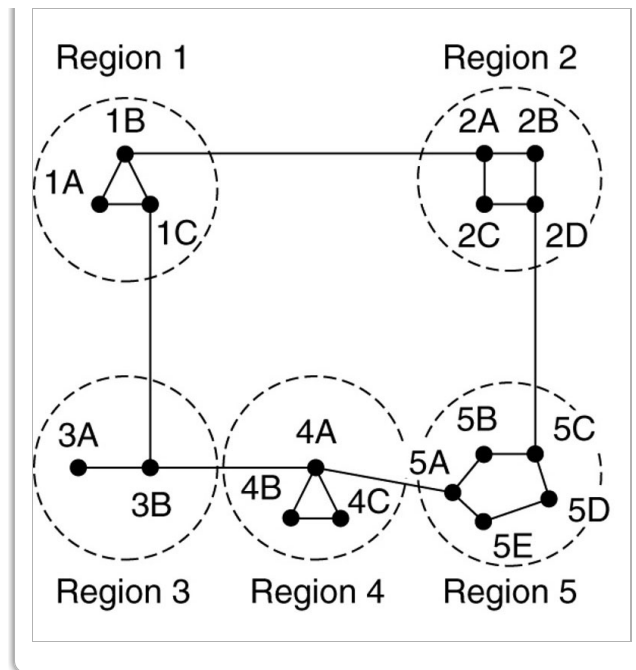 Region 1
Region 2
1B
2A 2B
1A
1C
2C
2D
3A
4A
5B
5C
5A
3B
4B
4C
5D
5E
Region 3
Region 4
Region 5